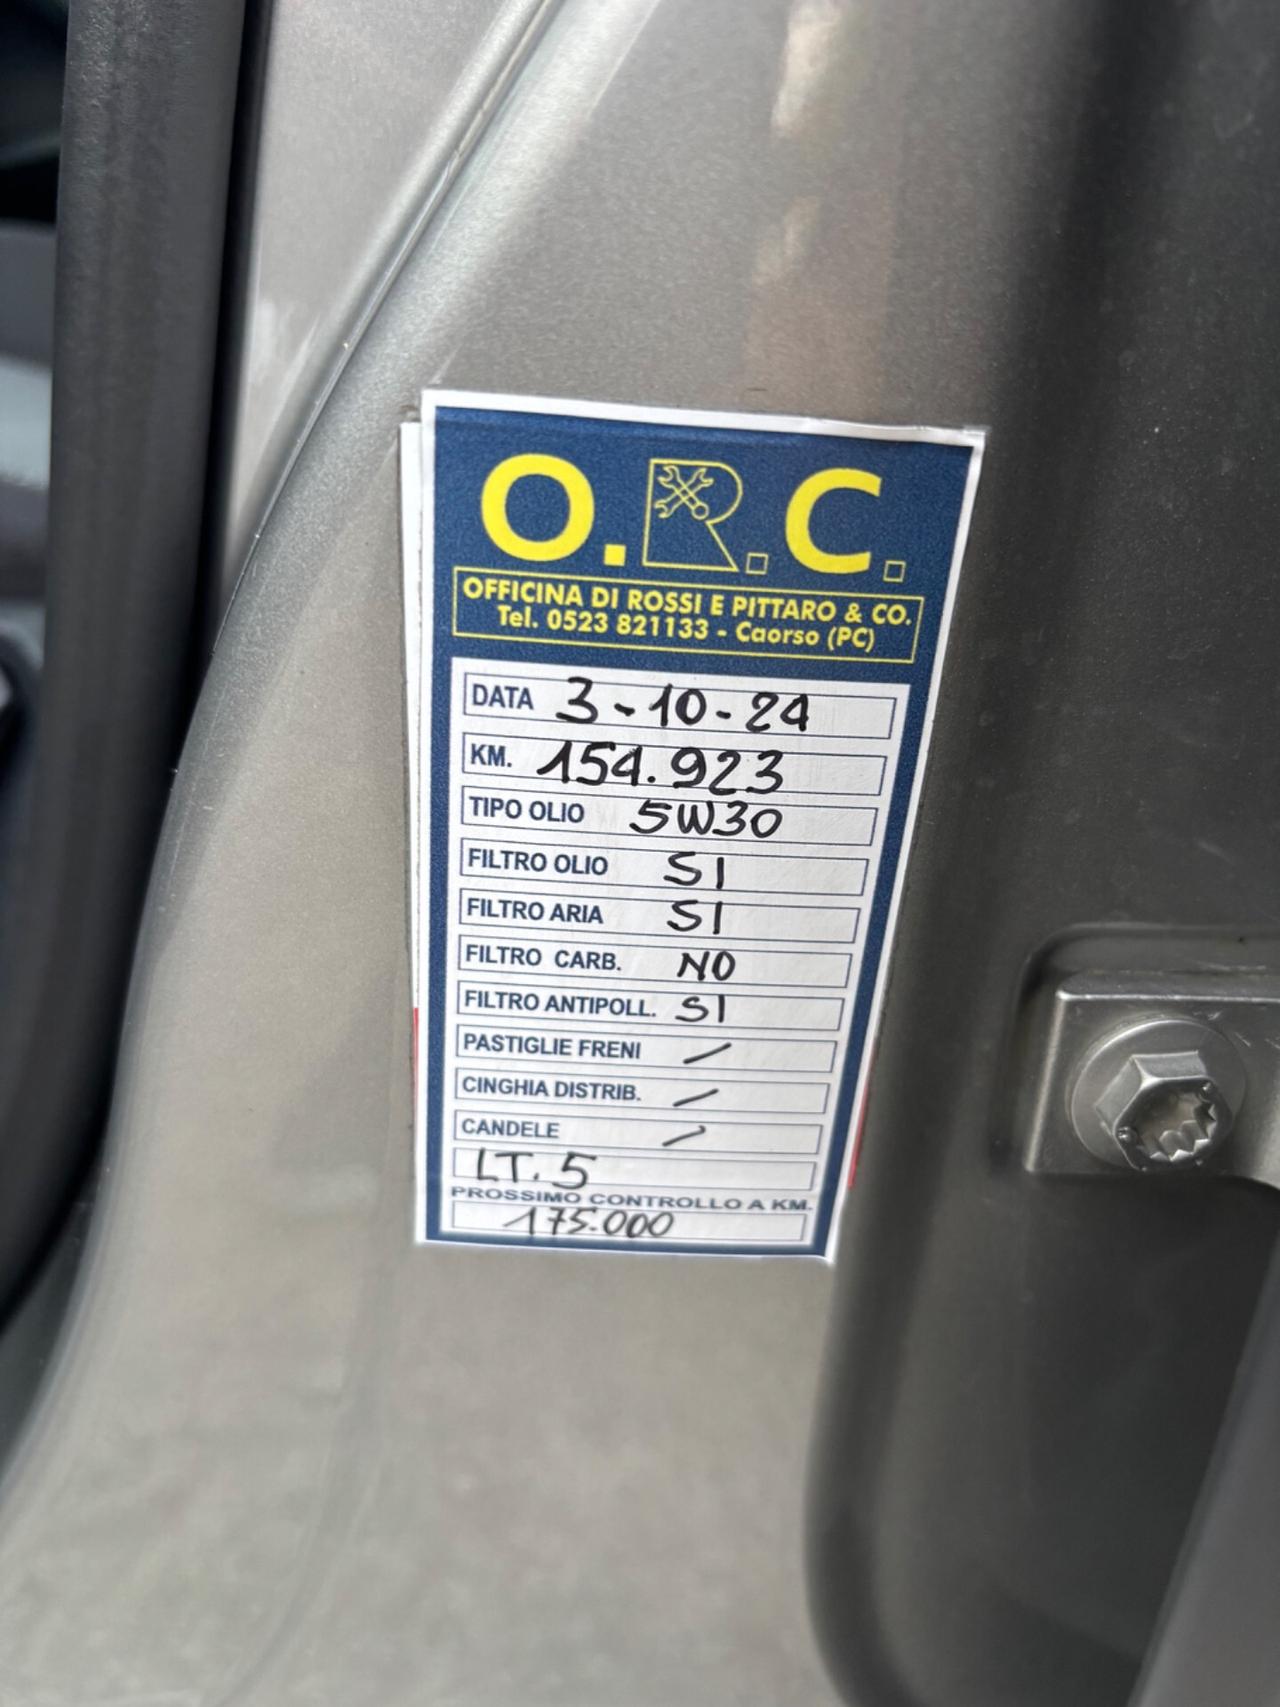 O.R.C.
OFFICINA DI ROSSI E PITTARO & CO.
Tel. 0523 821133 - Caorso (PC)
DATA 3-10-24
KM. 154.923
TIPO OLIO 5W30
FILTRO OLIO SI
FILTRO ARIA SI
FILTRO CARB. NO
FILTRO ANTIPOLL. SI
PASTIGLIE FRENI /
CINGHIA DISTRIB. /
CANDELE /
LT. 5
PROSSIMO CONTROLLO A KM.
175.000